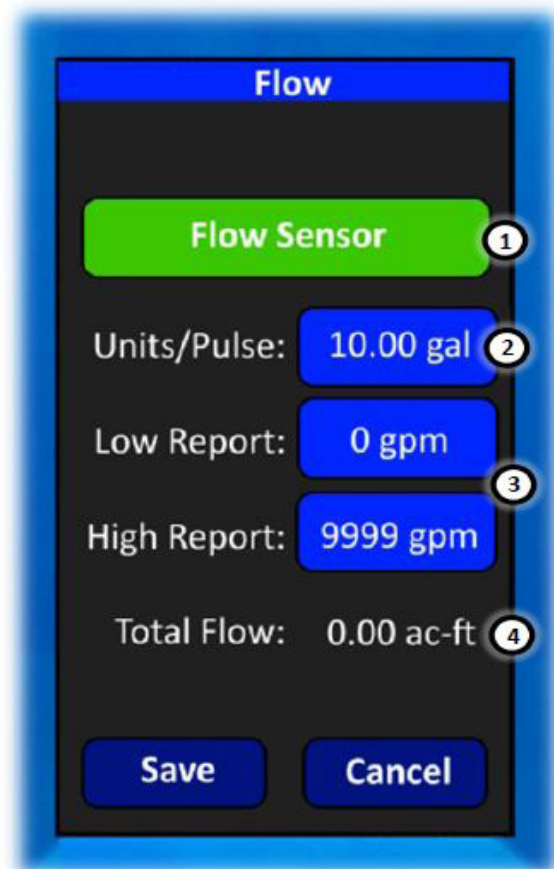 Flow
Flow Sensor 1
Units/Pulse: 10.00 gal 2
Low Report: 0 gpm
3
High Report: 9999 gpm
Total Flow: 0.00 ac-ft 4
Save Cancel